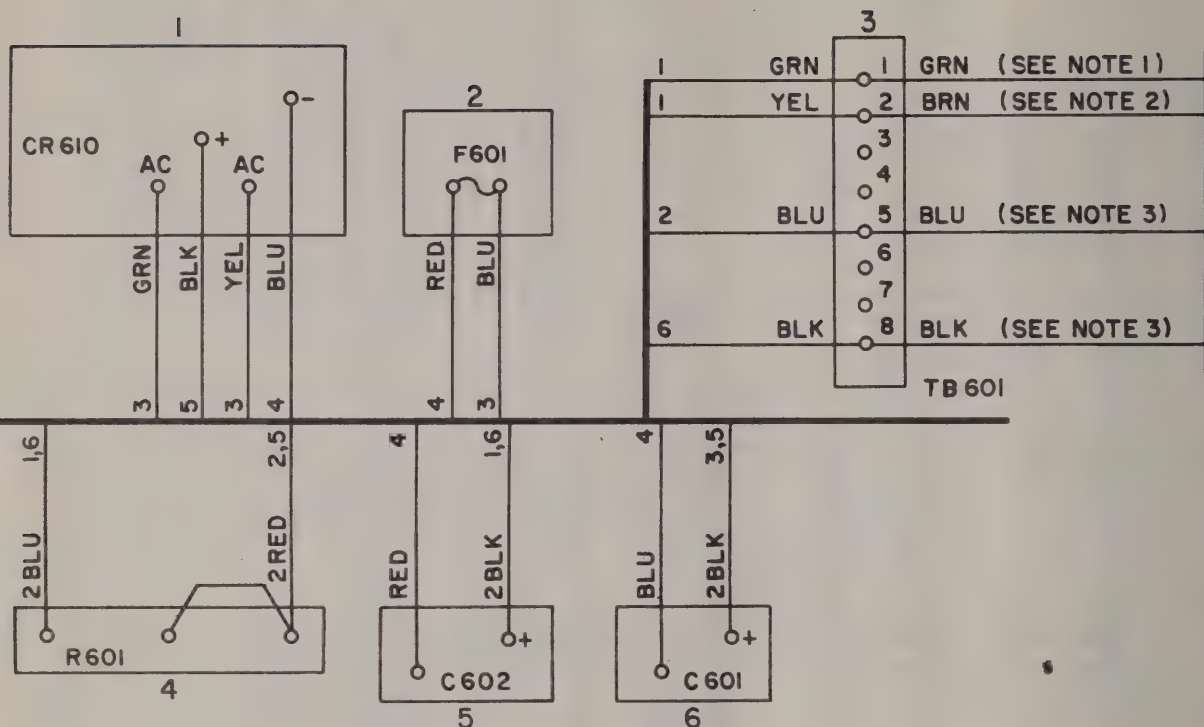 1
CR610
AC
+
AC
-
GRN
BLK
YEL
BLU
3
5
3
4
2
F601
RED
BLU
4
3
3
1 GRN 1 GRN (SEE NOTE 1)
1 YEL 2 BRN (SEE NOTE 2)
3
4
2 BLU 5 BLU (SEE NOTE 3)
6
7
6 BLK 8 BLK (SEE NOTE 3)
TB601
1,6
2BLU
2,5
2RED
R601
4
4
RED
1,6
2BLK
+
C602
5
4
BLU
3,5
2BLK
+
C601
6